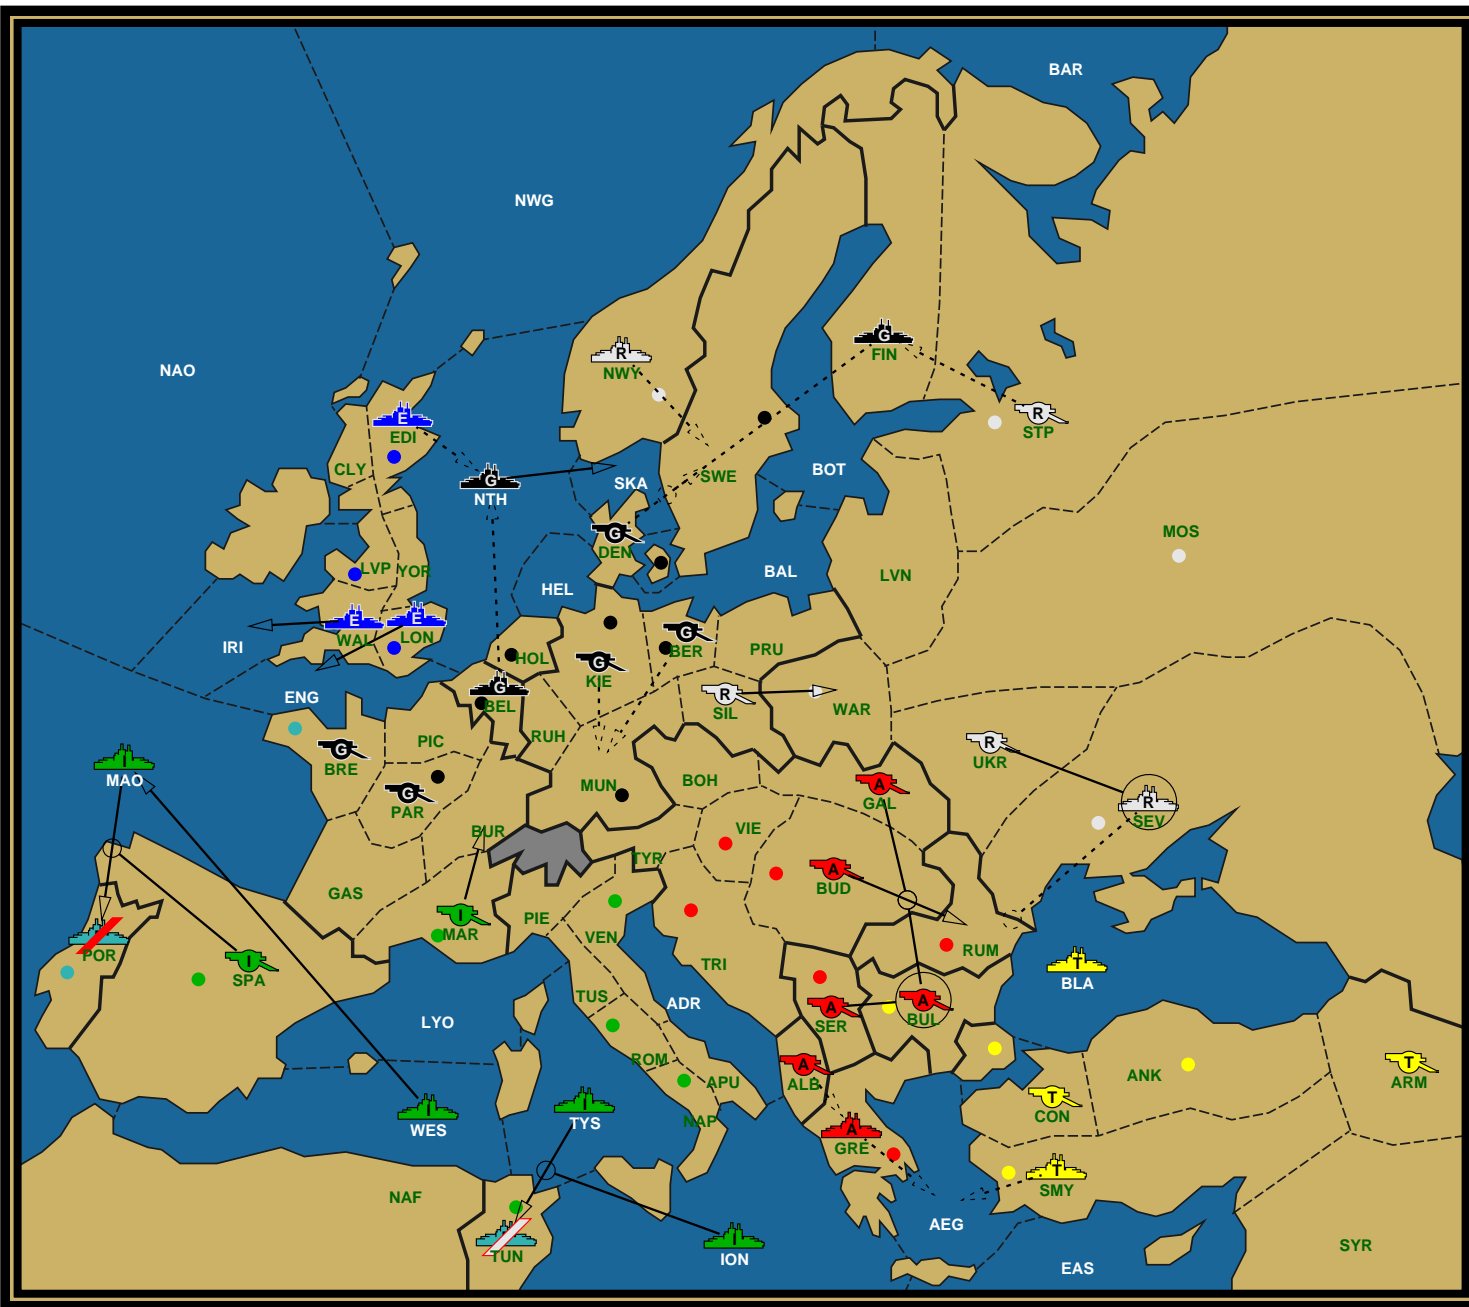 BAR
NWG
NAO
R
NWY
G
FIN
E
EDI
R
STP
CLY
G
NTH
SKA
SWE
BOT
G
DEN
MOS
LVP
YOR
HEL
BAL
LVN
E
WAL
E
LON
IRI
HOL
G
KIE
G
BER
PRU
ENG
G
BEL
R
SIL
WAR
G
BRE
PIC
RUH
R
UKR
I
MAO
G
PAR
MUN
BOH
A
GAL
R
SEV
BUR
VIE
TYR
A
BUD
GAS
I
MAR
PIE
VEN
RUM
POR
I
SPA
TRI
T
BLA
TUS
ADR
A
SER
A
BUL
LYO
ROM
APU
A
ALB
ANK
T
ARM
I
WES
I
TYS
NAP
A
GRE
T
CON
NAF
T
SMY
AEG
TUN
I
ION
EAS
SYR